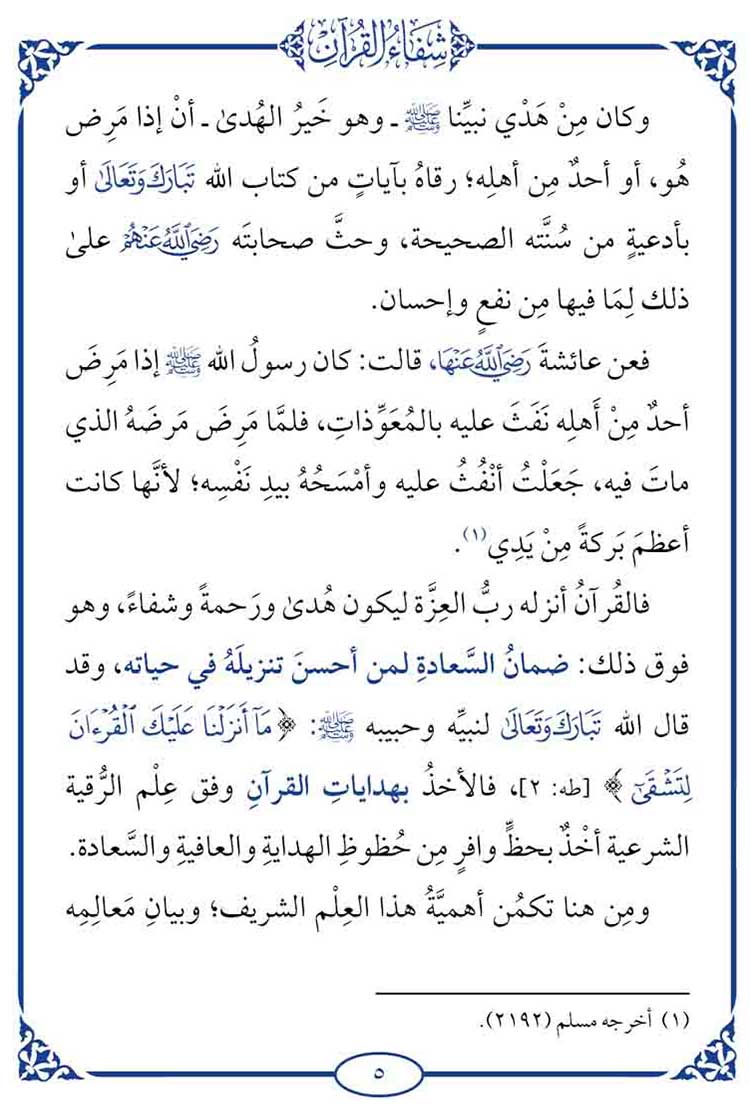 شِفَاءُ القُرآن
وكان مِنْ هَدْي نبيِّنا ﷺ ـ وهو خَيرُ الهُدىٰ ـ أنْ إذا مَرِض
هُو، أو أحدٌ مِن أهلِه؛ رقاهُ بآياتٍ من كتاب الله تَبَارَكَ وَتَعَالَىٰ أو
بأدعيةٍ من سُنَّته الصحيحة، وحثَّ صحابتَه رَضِيَ ٱللَّهُ عَنْهُمْ علىٰ
ذلك لِمَا فيها مِن نفعٍ وإحسان.
فعن عائشةَ رَضِيَ ٱللَّهُ عَنْهَا، قالت: كان رسولُ الله ﷺ إذا مَرِضَ
أحدٌ مِنْ أَهلِه نَفَثَ عليه بالمُعَوِّذاتِ، فلمَّا مَرِضَ مَرضَهُ الذي
ماتَ فيه، جَعَلْتُ أنْفُثُ عليه وأمْسَحُهُ بيدِ نَفْسِه؛ لأنَّها كانت
أعظمَ بَركةً مِنْ يَدِي(١).
فالقُرآنُ أنزله ربُّ العِزَّة ليكون هُدىٰ ورَحمةً وشفاءً، وهو
فوق ذلك: ضمانُ السَّعادةِ لمن أحسنَ تنزيلَهُ في حياته، وقد
قال الله تَبَارَكَ وَتَعَالَىٰ لنبيِّه وحبيبه ﷺ: ﴿مَآ أَنزَلْنَا عَلَيْكَ ٱلْقُرْءَانَ
لِتَشْقَىٰٓ﴾ [طه: ٢]، فالأخذُ بهداياتِ القرآنِ وفق عِلْم الرُّقية
الشرعية أخْذٌ بحظٍّ وافرٍ مِن حُظوظِ الهدايةِ والعافيةِ والسَّعادة.
ومِن هنا تكمُن أهميَّةُ هذا العِلْم الشريف؛ وبيانِ مَعالِمِه
(١) أخرجه مسلم (٢١٩٢).
٥